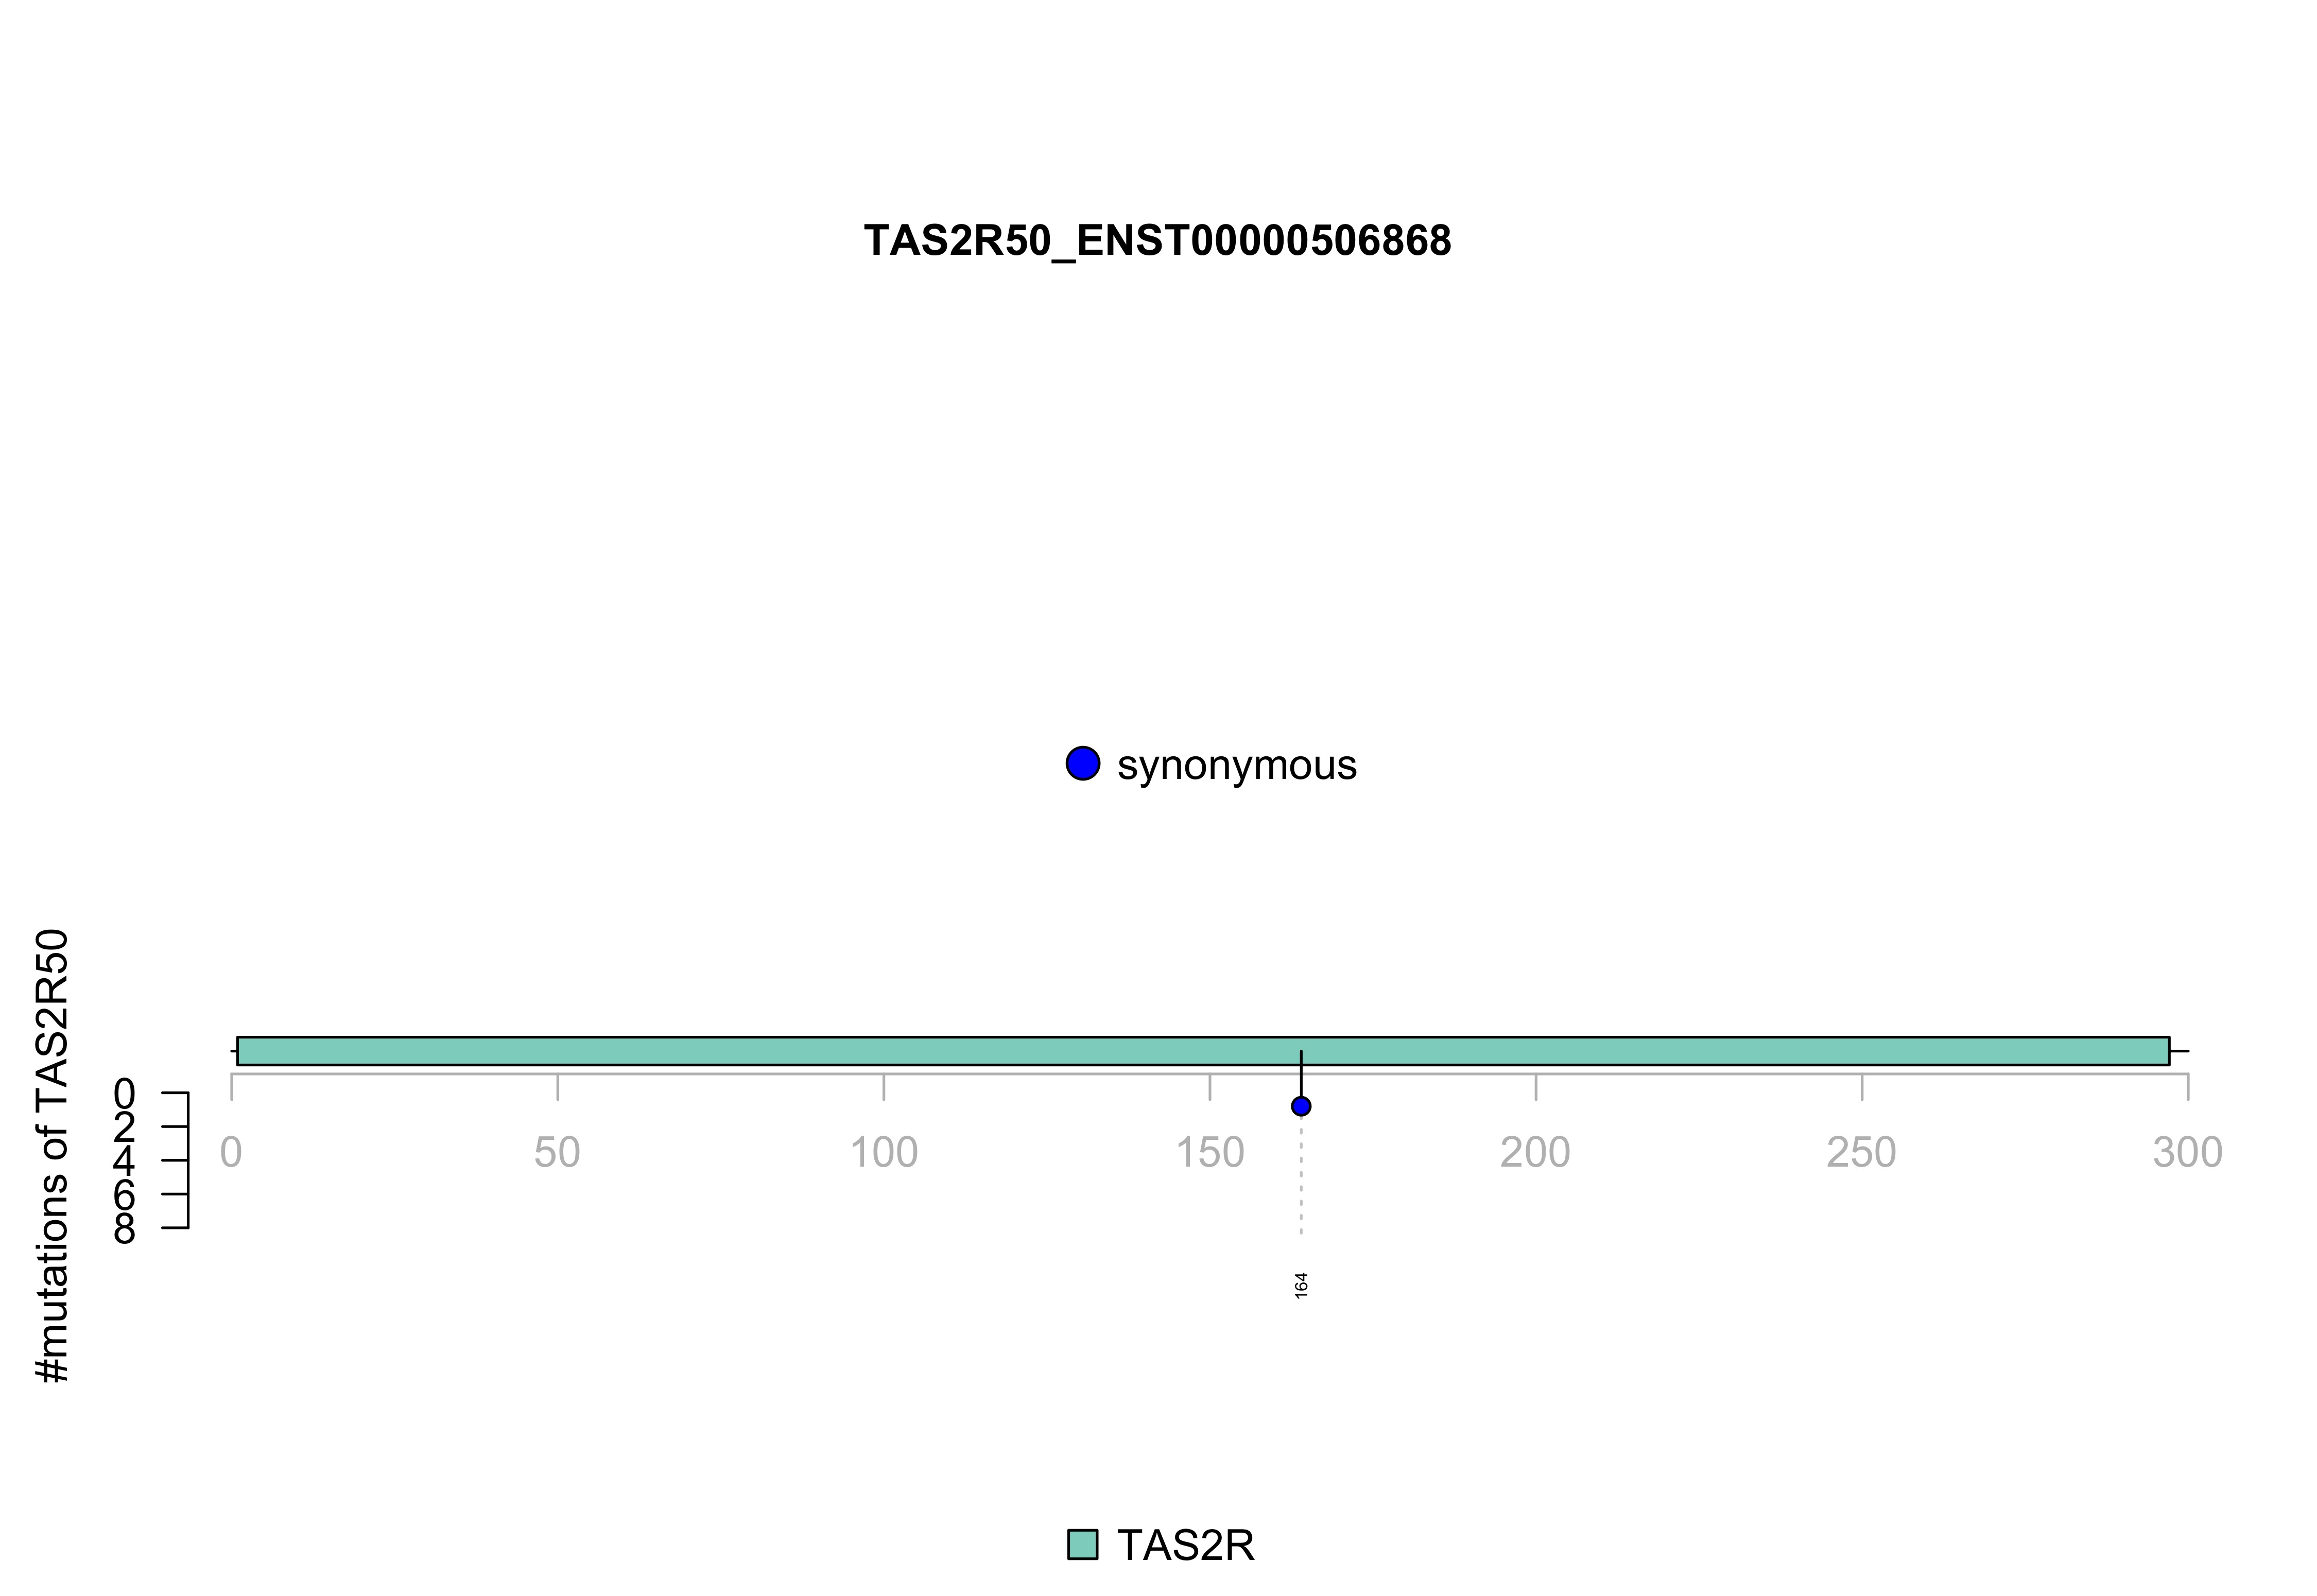 TAS2R50_ENST00000506868
synonymous
#mutations of TAS2R50
0
2
4
6
8
0 50 100 150 200 250 300
164
TAS2R